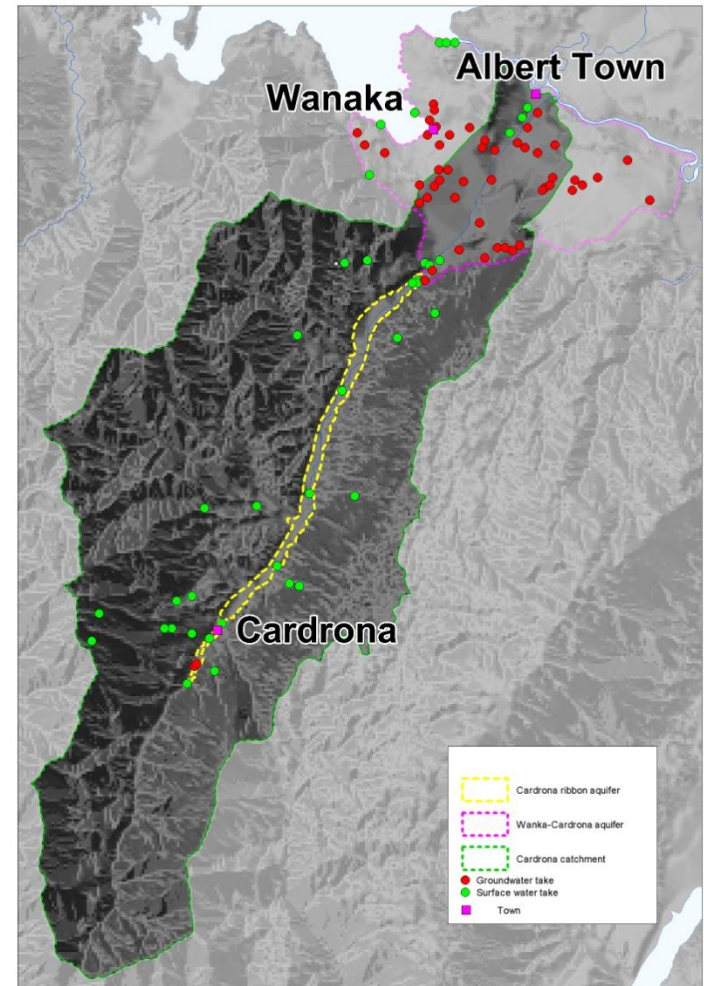 Albert Town
Wanaka
Cardrona
Cardrona ribbon aquifer
Wanka-Cardrona aquifer
Cardrona catchment
Groundwater take
Surface water take
Town